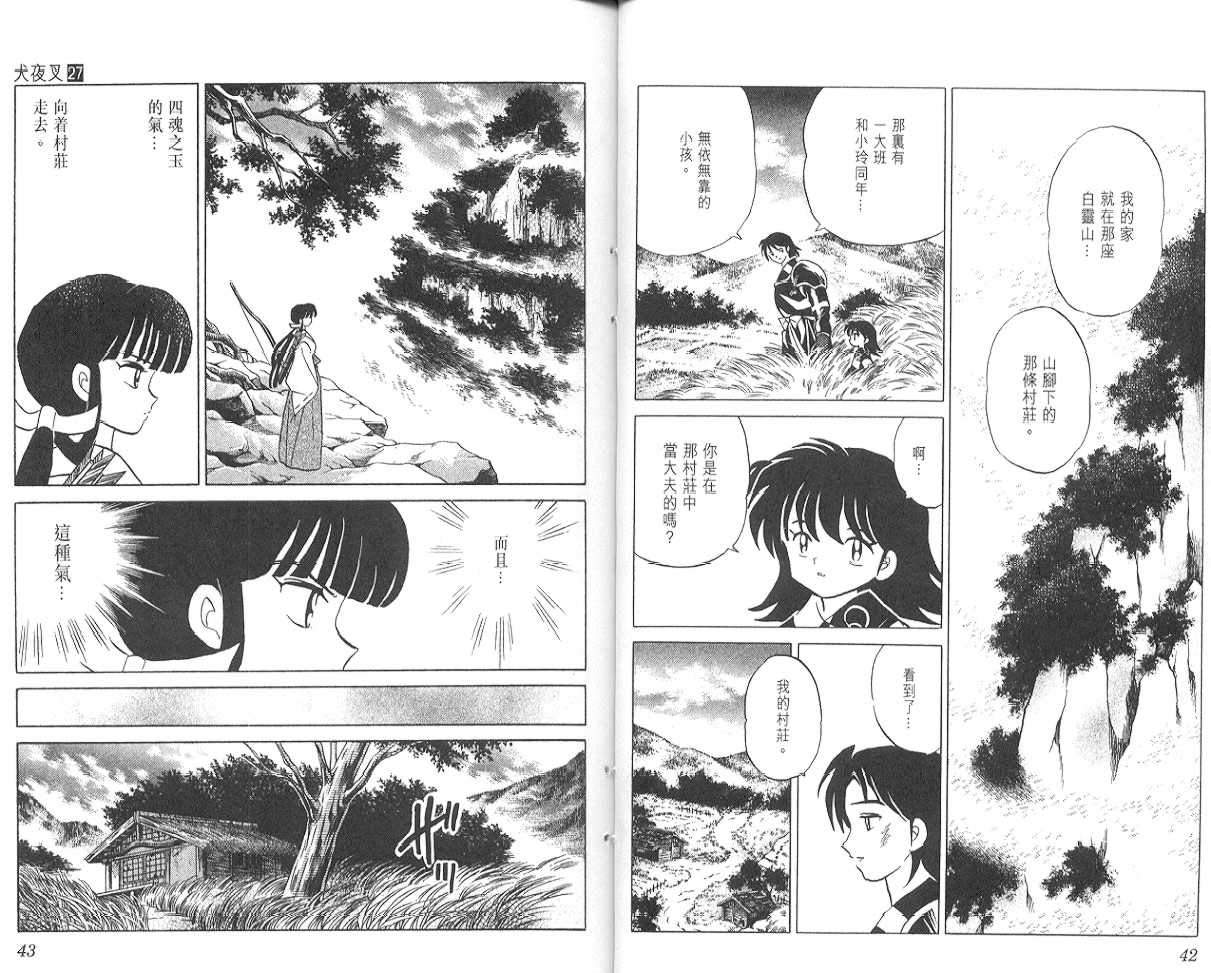 我的家
就在那座
白靈山…
山腳下的
那條村莊。
那裏有
一大班
和小玲同年…
無依無靠的
小孩。
啊…
你是在
那村莊中
當大夫的嗎？
看到了…
我的村莊。
42
犬夜叉 27
四魂之玉
的氣…
向着村莊
走去。
而且…
這種氣…
ザッ
43